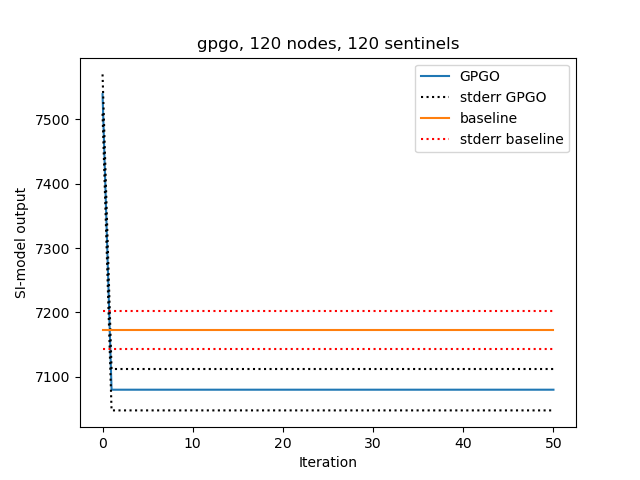 gpgo, 120 nodes, 120 sentinels
GPGO
stderr GPGO
baseline
stderr baseline
SI-model output
7500
7400
7300
7200
7100
0 10 20 30 40 50
Iteration